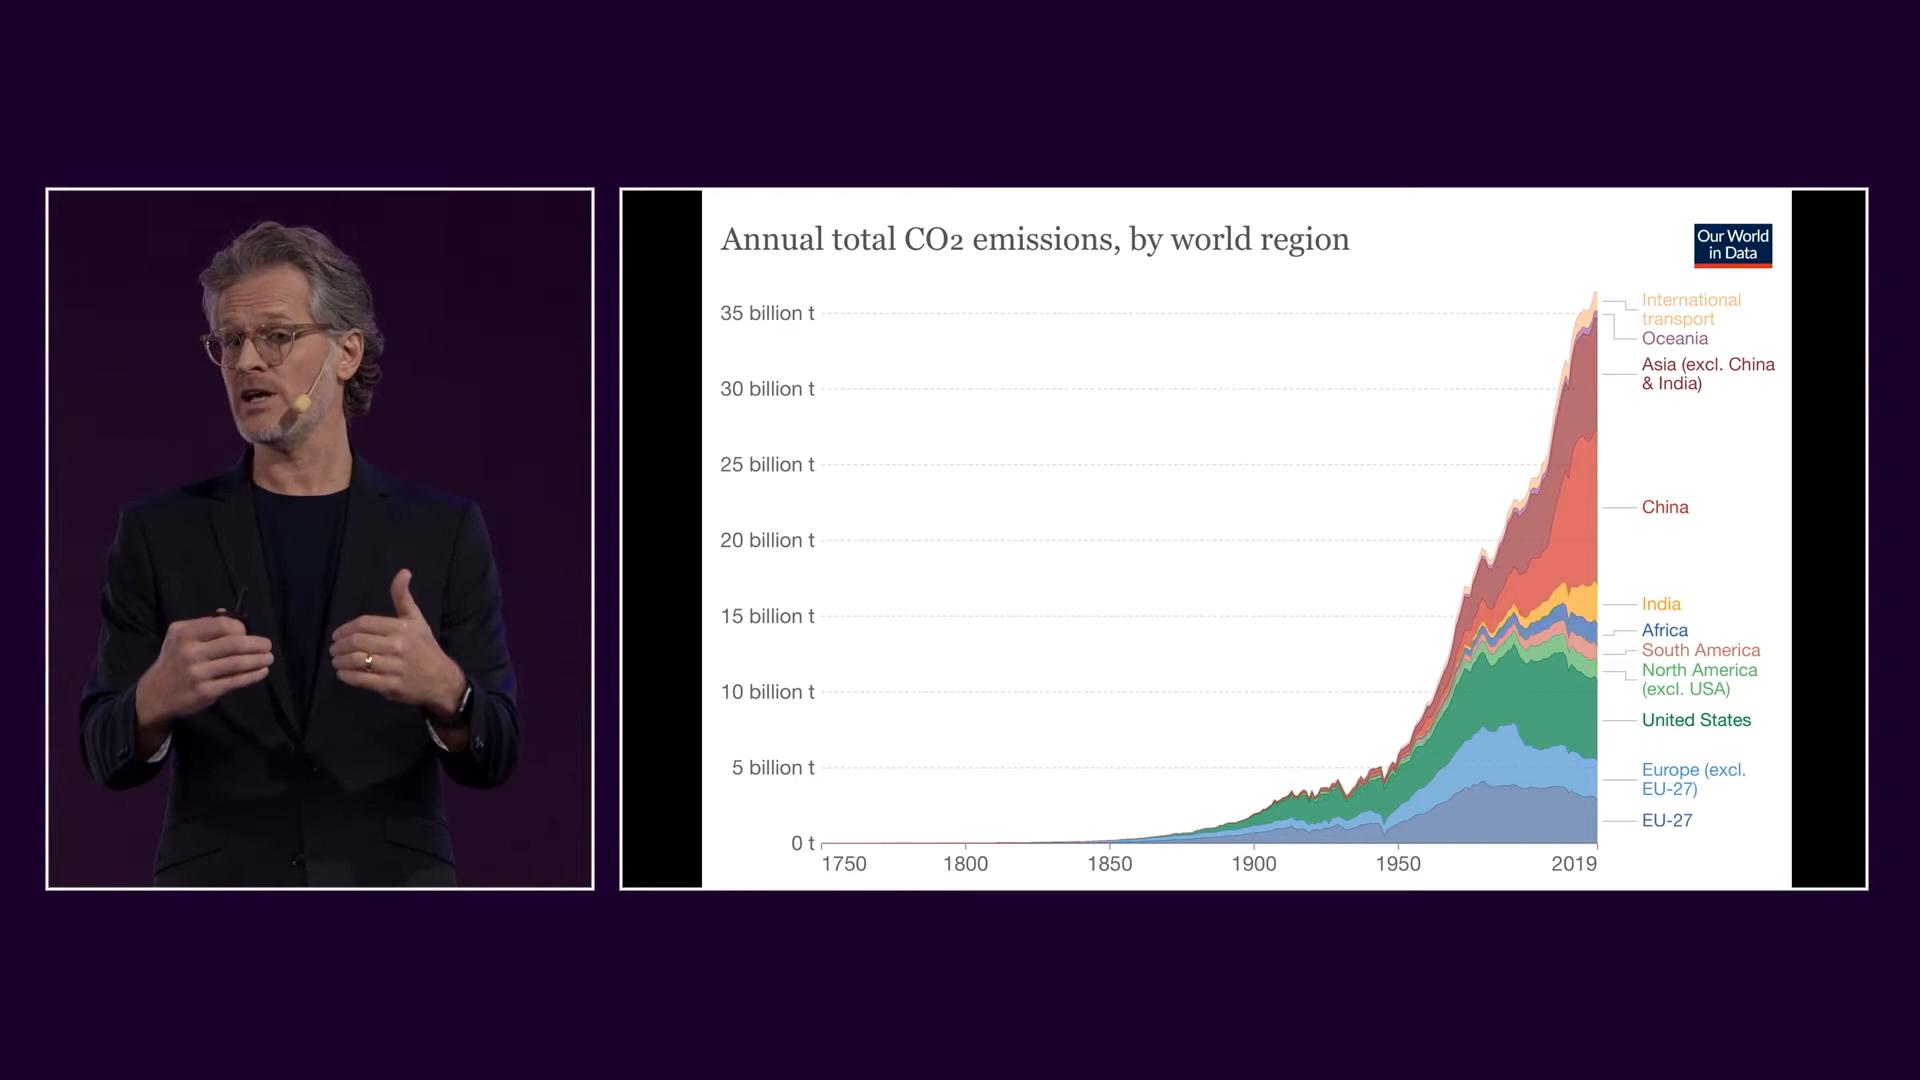 Annual total CO2 emissions, by world region
Our World
in Data
35 billion t
30 billion t
25 billion t
20 billion t
15 billion t
10 billion t
5 billion t
0 t
1750
1800
1850
1900
1950
2019
International
transport
Oceania
Asia (excl. China
& India)
China
India
Africa
South America
North America
(excl. USA)
United States
Europe (excl.
EU-27)
EU-27